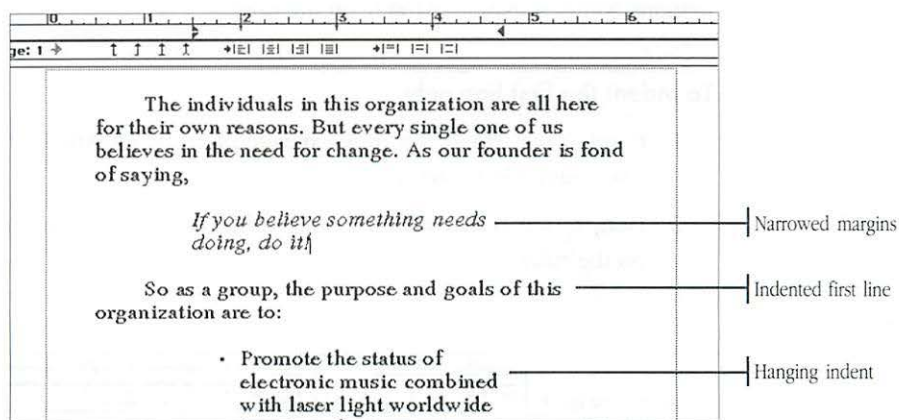 0 1 2 3 4 5 6
ge: 1
The individuals in this organization are all here
for their own reasons. But every single one of us
believes in the need for change. As our founder is fond
of saying,
If you believe something needs
doing, do it!
Narrowed margins
So as a group, the purpose and goals of this
Indented first line
organization are to:
• Promote the status of
electronic music combined
Hanging indent
with laser light worldwide